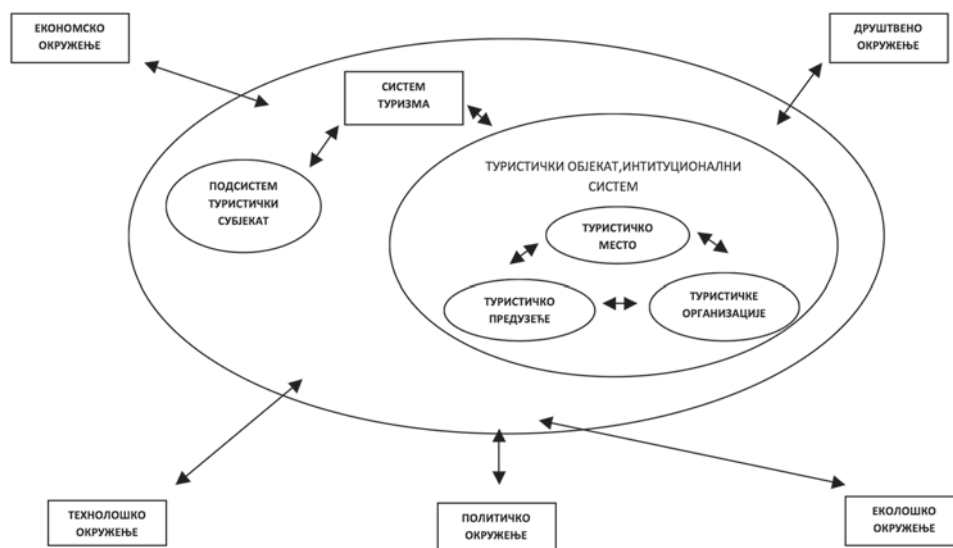 ЕКОНОМСКО
ОКРУЖЕЊЕ
ДРУШТВЕНО
ОКРУЖЕЊЕ
СИСТЕМ
ТУРИЗМА
ПОДСИСТЕМ
ТУРИСТИЧКИ
СУБЈЕКАТ
ТУРИСТИЧКИ ОБЈЕКАТ,ИНТИТУЦИОНАЛНИ
СИСТЕМ
ТУРИСТИЧКО
МЕСТО
ТУРИСТИЧКО
ПРЕДУЗЕЋЕ
ТУРИСТИЧКЕ
ОРГАНИЗАЦИЈЕ
ТЕХНОЛОШКО
ОКРУЖЕЊЕ
ПОЛИТИЧКО
ОКРУЖЕЊЕ
ЕКОЛОШКО
ОКРУЖЕЊЕ